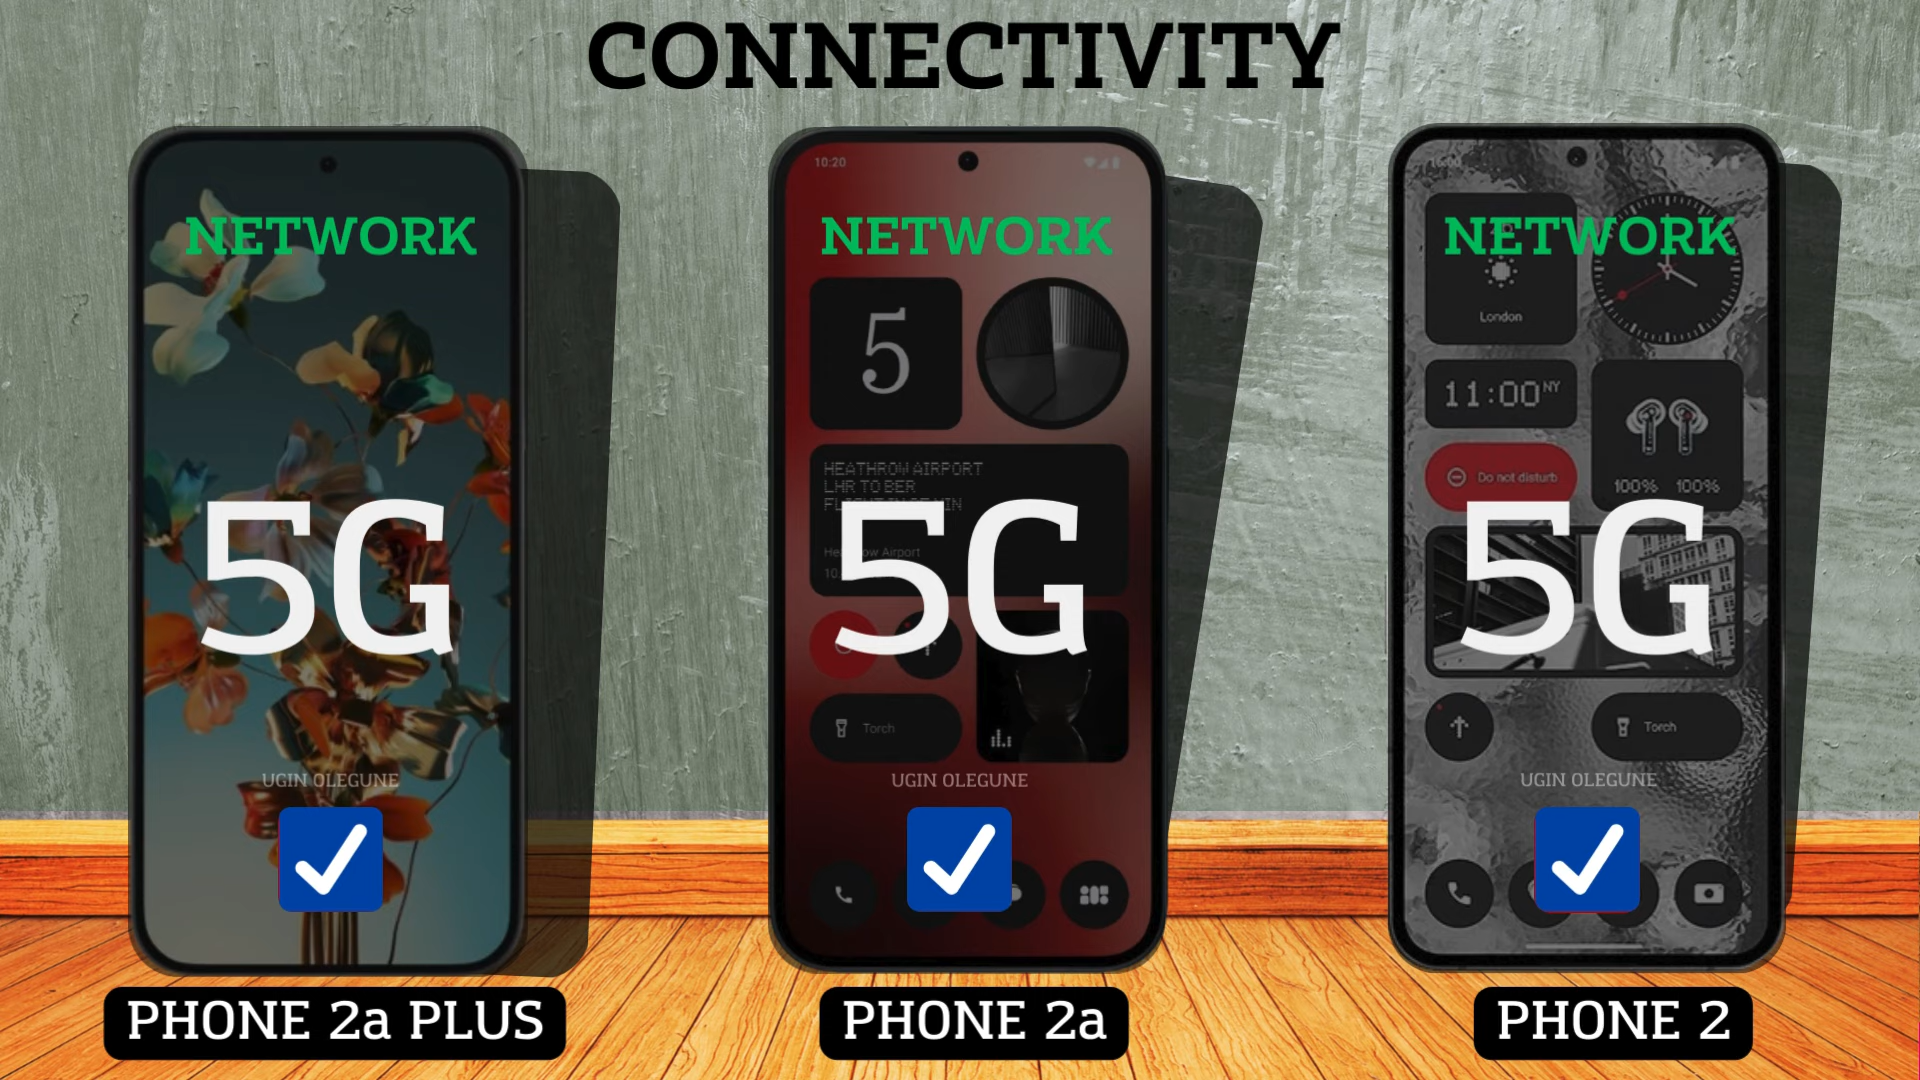 CONNECTIVITY
NETWORK
5G
UGIN OLEGUNE
PHONE 2a PLUS
10:20
NETWORK
5
HEATHROW AIRPORT
LHR TO BER
5G
Torch
UGIN OLEGUNE
PHONE 2a
NETWORK
London
11:00 NY
Do not disturb
100% 100%
5G
Torch
UGIN OLEGUNE
PHONE 2